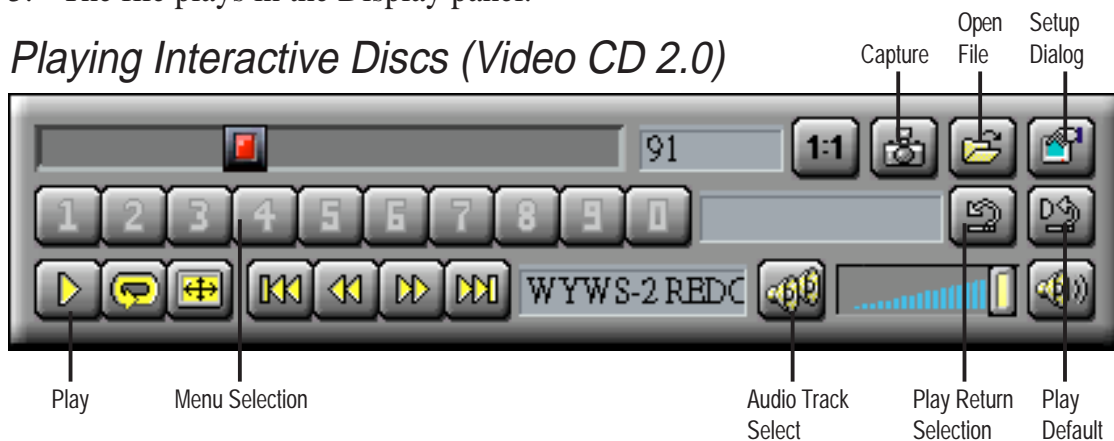 3. The file plays in the Display panel.
Playing Interactive Discs (Video CD 2.0)
Capture
Open
File
Setup
Dialog
91
1:1
1 2 3 4 5 6 7 8 9 0
WYWS-2 REDC
Play
Menu Selection
Audio Track
Select
Play Return
Selection
Play
Default